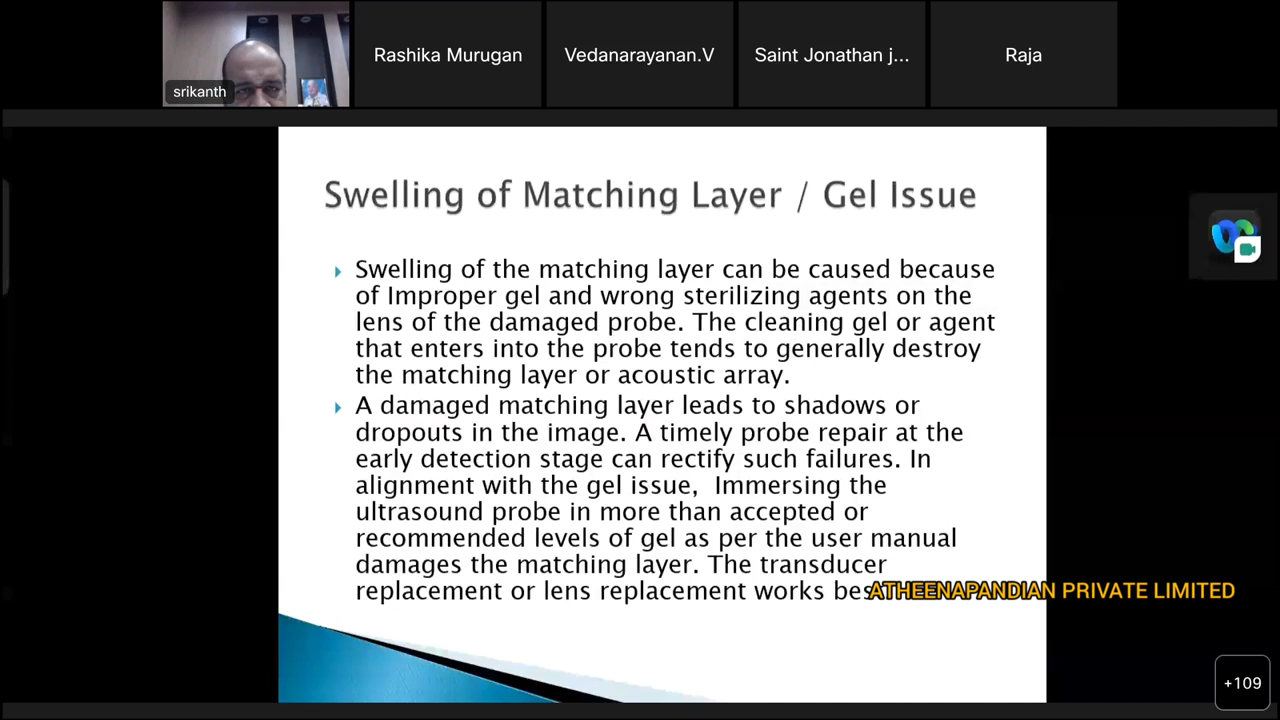 srikanth
Rashika Murugan
Vedanarayanan.V
Saint Jonathan j...
Raja
Swelling of Matching Layer / Gel Issue
Swelling of the matching layer can be caused because
of Improper gel and wrong sterilizing agents on the
lens of the damaged probe. The cleaning gel or agent
that enters into the probe tends to generally destroy
the matching layer or acoustic array.
A damaged matching layer leads to shadows or
dropouts in the image. A timely probe repair at the
early detection stage can rectify such failures. In
alignment with the gel issue, Immersing the
ultrasound probe in more than accepted or
recommended levels of gel as per the user manual
damages the matching layer. The transducer
replacement or lens replacement works
ATHEENAPANDIAN PRIVATE LIMITED
+109